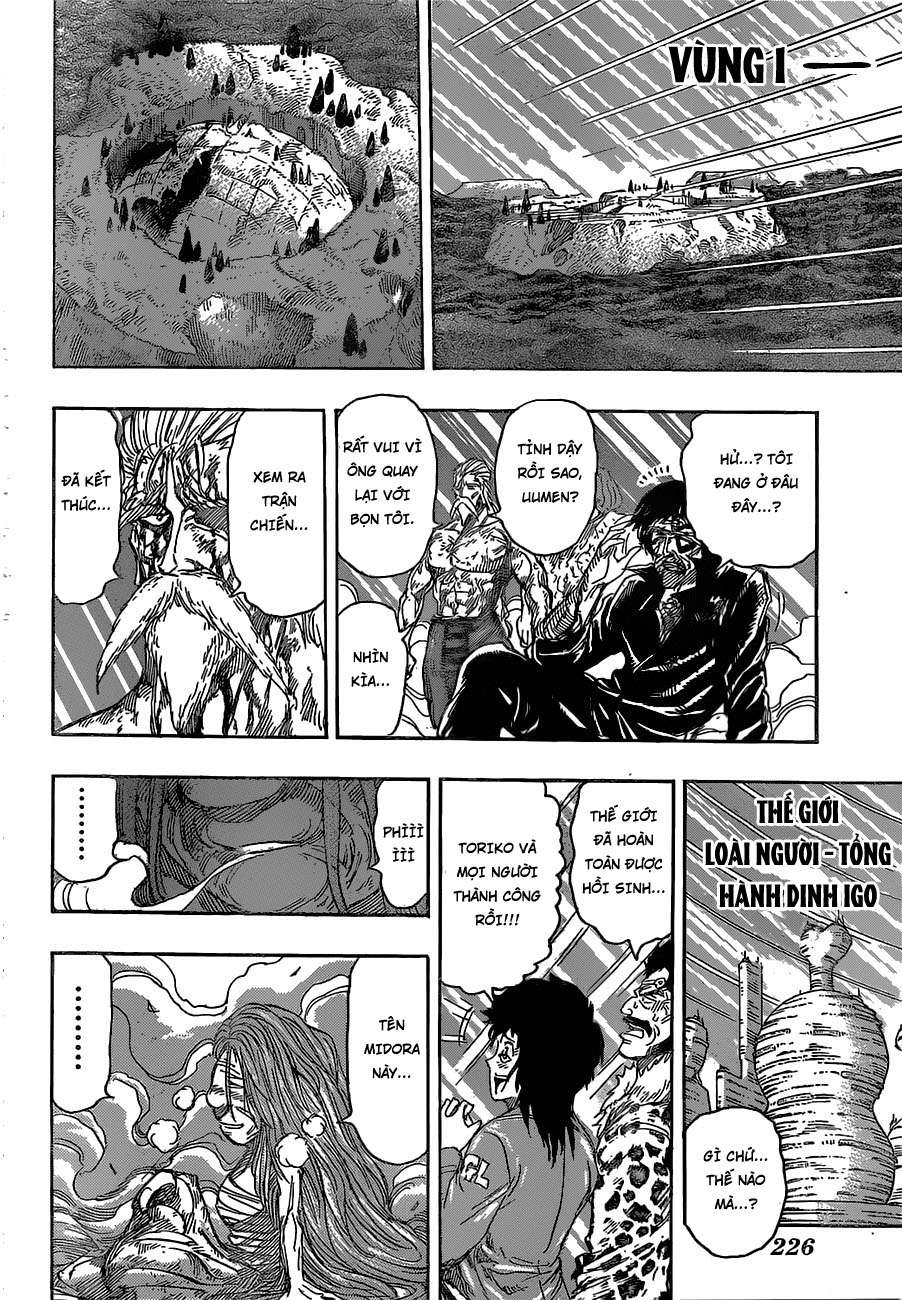 VÙNG 1 —
HỬ...? TÔI
ĐANG Ở ĐÂU
ĐÂY...?
TỈNH DẬY
RỒI SAO,
UUMEN?
RẤT VUI VÌ
ÔNG QUAY
LẠI VỚI
BỌN TÔI.
NHÌN
KÌA...
XEM RA
TRẬN
CHIẾN...
ĐÃ KẾT
THÚC...
THẾ GIỚI
LOÀI NGƯỜI - TỔNG
HÀNH DINH IGO
GÌ CHỨ...
THẾ NÀO
MÀ...?
THẾ GIỚI
ĐÃ HOÀN
TOÀN ĐƯỢC
HỒI SINH...
TORIKO VÀ
MỌI NGƯỜI
THÀNH CÔNG
RỒI!!!
GL
PHÌÌÌ
ÌÌÌ
........
TÊN
MIDORA
NÀY...
........
226